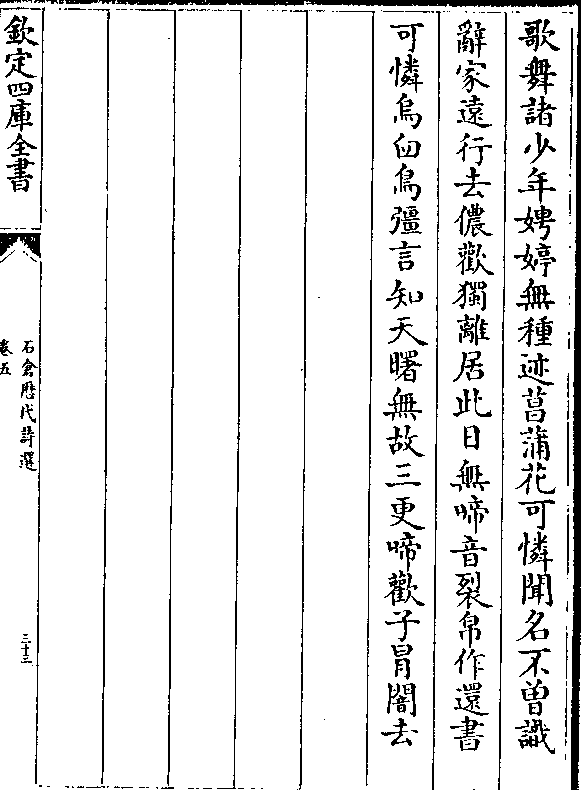 歌舞諸少年娉婷無種迹菖蒲花可憐聞名不曽識
辭家遠行去儂歡獨離居此日無啼音裂帛作還書
可憐烏臼鳥彊言知天曙無故三更啼歡子冐闇去
欽定四庫全書
石倉歴代詩選
卷五
三十三